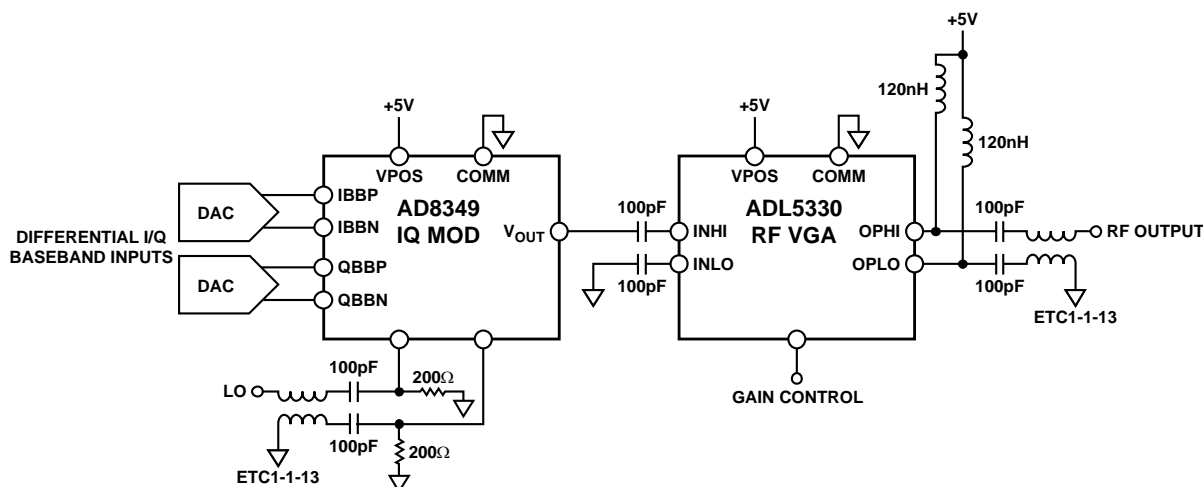 +5V
120nH
120nH
+5V
+5V
VPOS
COMM
VPOS
COMM
DAC
IBBP
IBBN
AD8349
IQ MOD
VOUT
100pF
INHI
ADL5330
RF VGA
OPHI
100pF
RF OUTPUT
DIFFERENTIAL I/Q
BASEBAND INPUTS
DAC
QBBP
QBBN
INLO
100pF
OPLO
100pF
ETC1-1-13
100pF
LO
200Ω
GAIN CONTROL
100pF
200Ω
ETC1-1-13